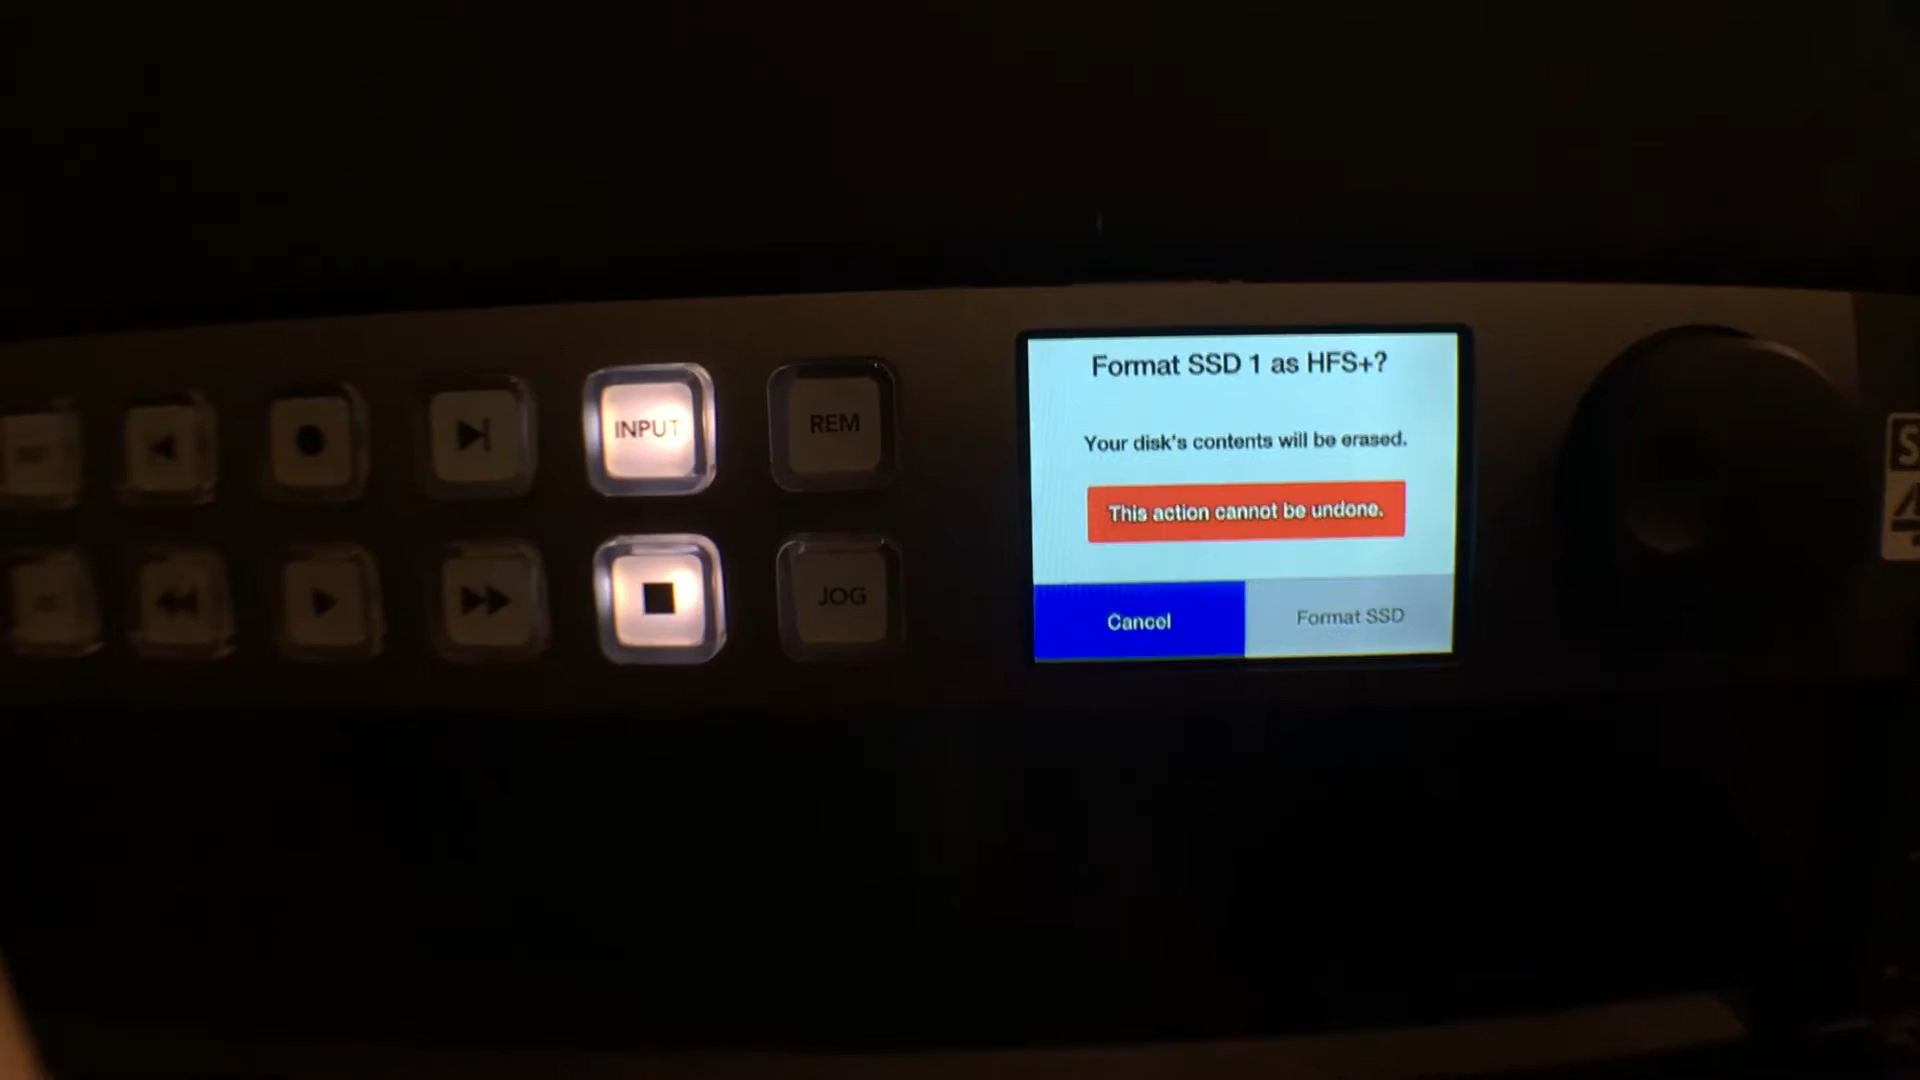 INPUT
REM
JOG
Format SSD 1 as HFS+?
Your disk's contents will be erased.
This action cannot be undone.
Cancel
Format SSD